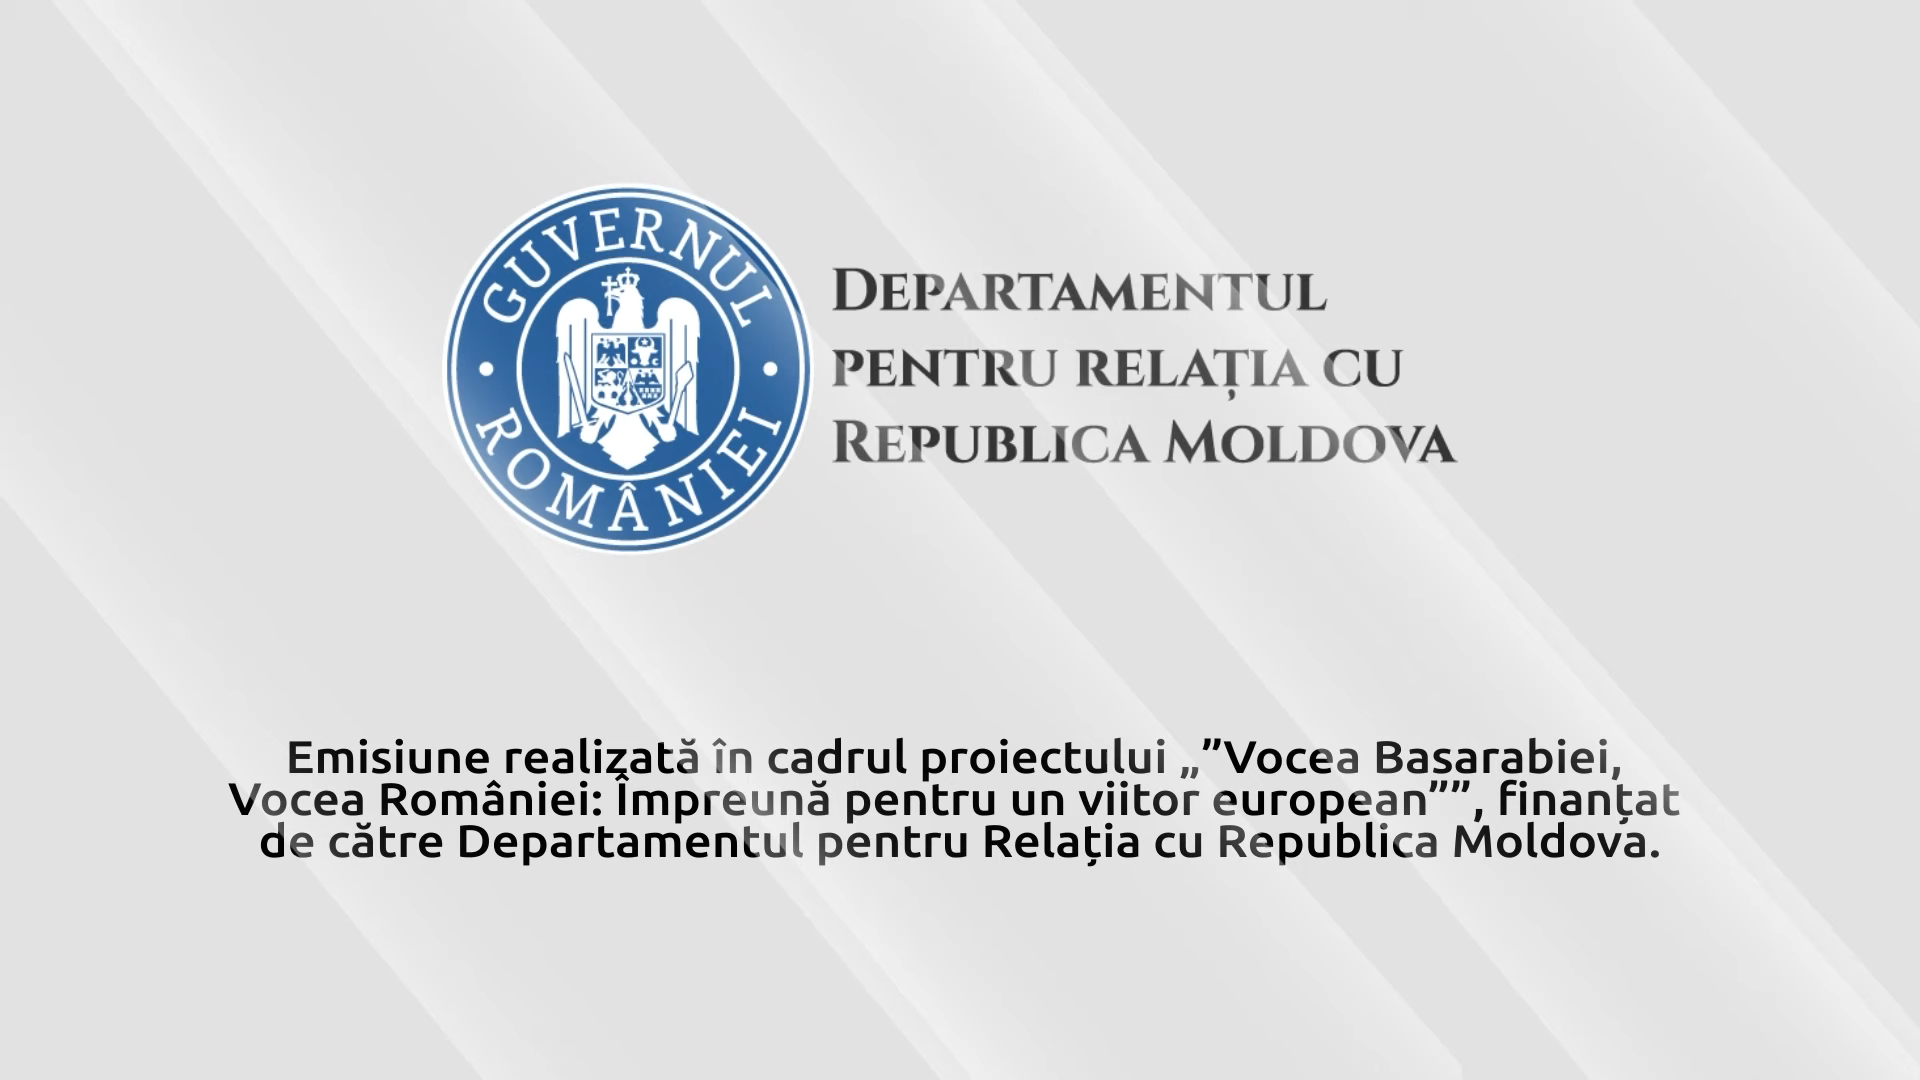 GUVERNUL
ROMÂNIEI
DEPARTAMENTUL
PENTRU RELAȚIA CU
REPUBLICA MOLDOVA
Emisiune realizată în cadrul proiectului „”Vocea Basarabiei,
Vocea României: Împreună pentru un viitor european””, finanțat
de către Departamentul pentru Relația cu Republica Moldova.